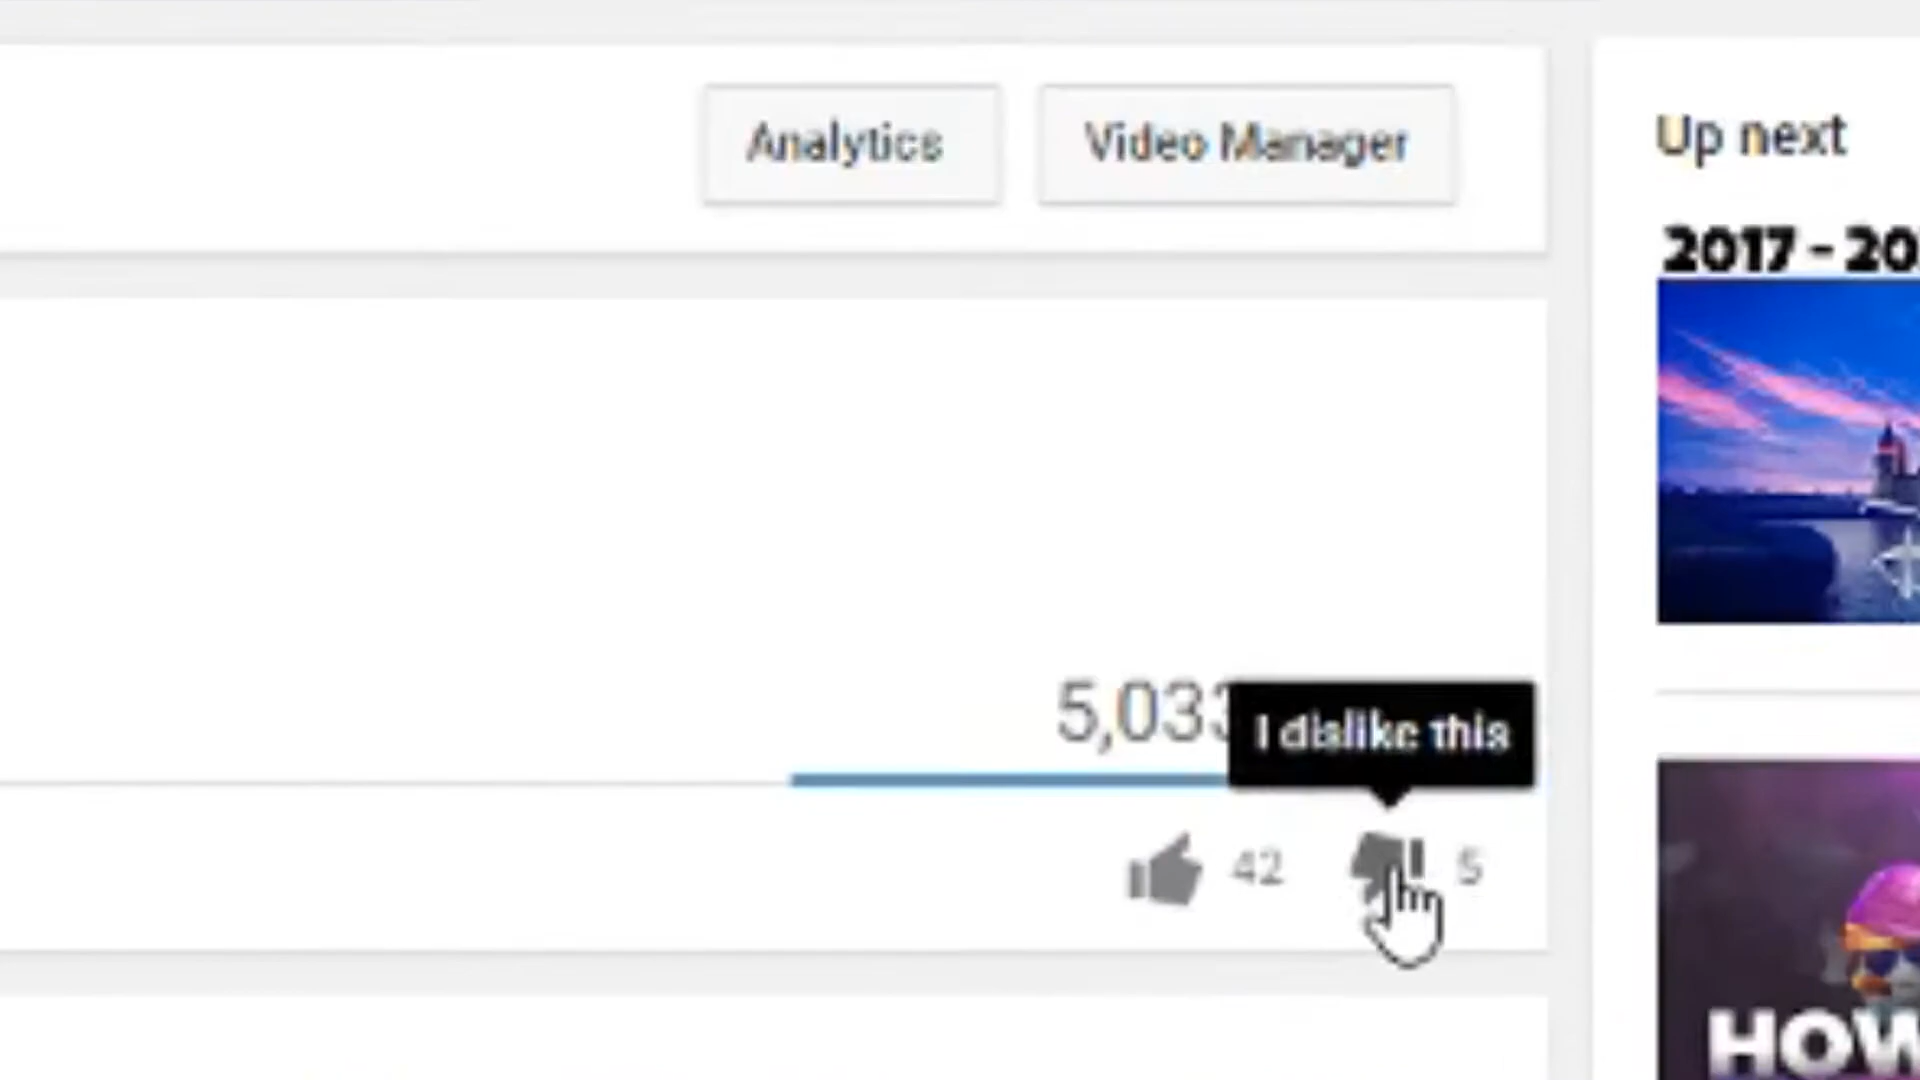 Analytics
Video Manager
Up next
2017 - 20
5,033
I dislike this
42
5
HOW